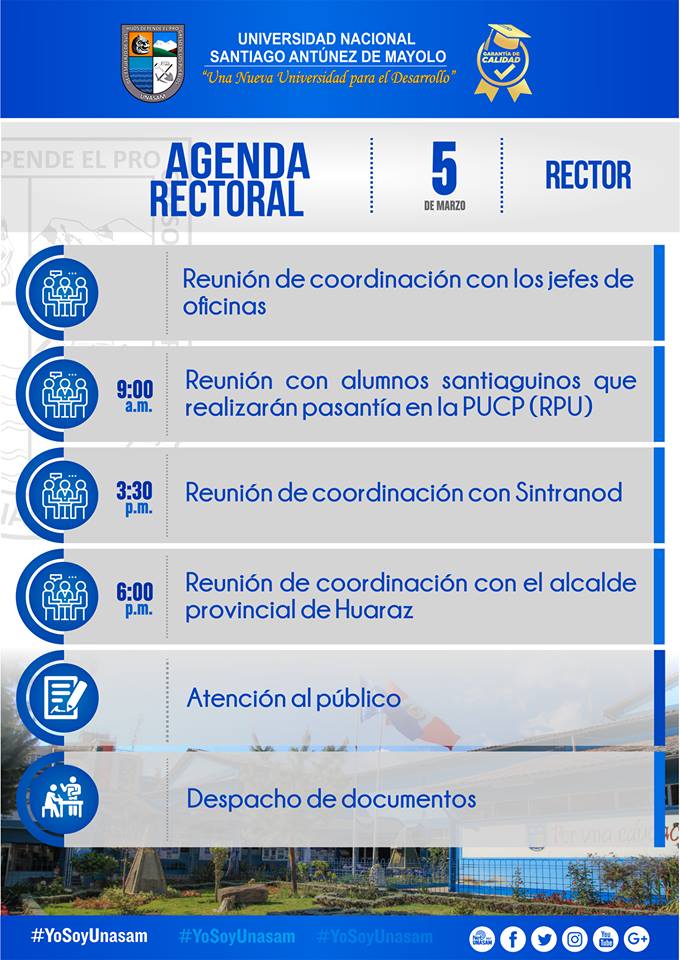 HIJOS DEPENDE EL PRO
UNASAM
UNIVERSIDAD NACIONAL
SANTIAGO ANTÚNEZ DE MAYOLO
“Una Nueva Universidad para el Desarrollo”
GARANTÍA DE
CALIDAD
PENDE EL PRO
AGENDA
RECTORAL
5
DE MARZO
RECTOR
Reunión de coordinación con los jefes de
oficinas
9:00
a.m.
Reunión con alumnos santiaguinos que
realizarán pasantía en la PUCP (RPU)
3:30
p.m.
Reunión de coordinación con Sintranod
6:00
p.m.
Reunión de coordinación con el alcalde
provincial de Huaraz
Atención al público
Despacho de documentos
#YoSoyUnasam
#YoSoyUnasam
#YoSoyUnasam
UNASAM
You
Tube
G+